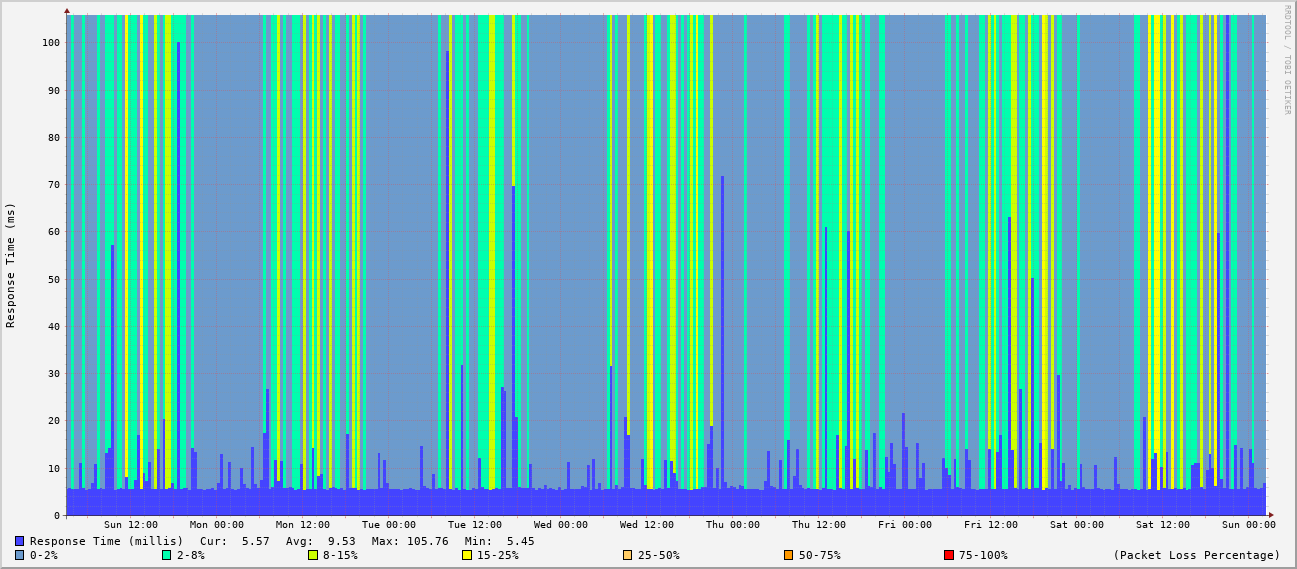 RRDTOOL / TOBI OETIKER
Response Time (ms)
100
90
80
70
60
50
40
30
20
10
0
Sun 12:00 Mon 00:00 Mon 12:00 Tue 00:00 Tue 12:00 Wed 00:00 Wed 12:00 Thu 00:00 Thu 12:00 Fri 00:00 Fri 12:00 Sat 00:00 Sat 12:00 Sun 00:00
Response Time (millis) Cur: 5.57 Avg: 9.53 Max: 105.76 Min: 5.45
0-2% 2-8% 8-15% 15-25% 25-50% 50-75% 75-100% (Packet Loss Percentage)